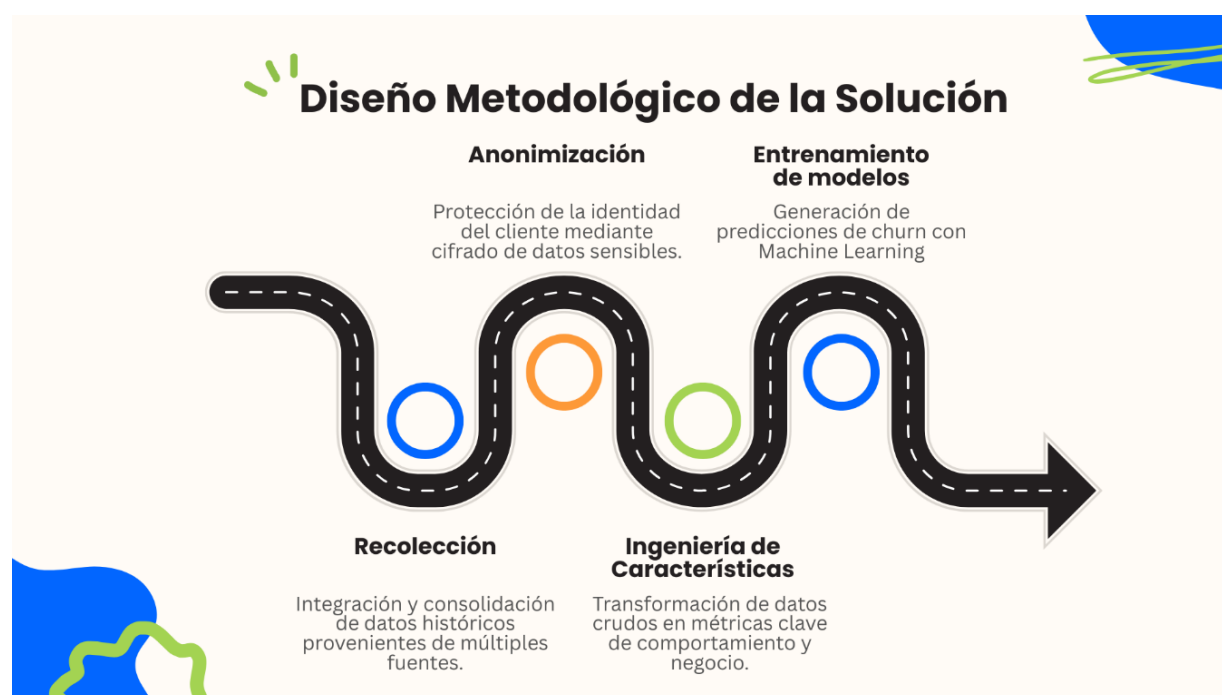 Diseño Metodológico de la Solución
Anonimización
Protección de la identidad
del cliente mediante
cifrado de datos sensibles.
Entrenamiento
de modelos
Generación de
predicciones de churn con
Machine Learning
Recolección
Integración y consolidación
de datos históricos
provenientes de múltiples
fuentes.
Ingeniería de
Características
Transformación de datos
crudos en métricas clave
de comportamiento y
negocio.